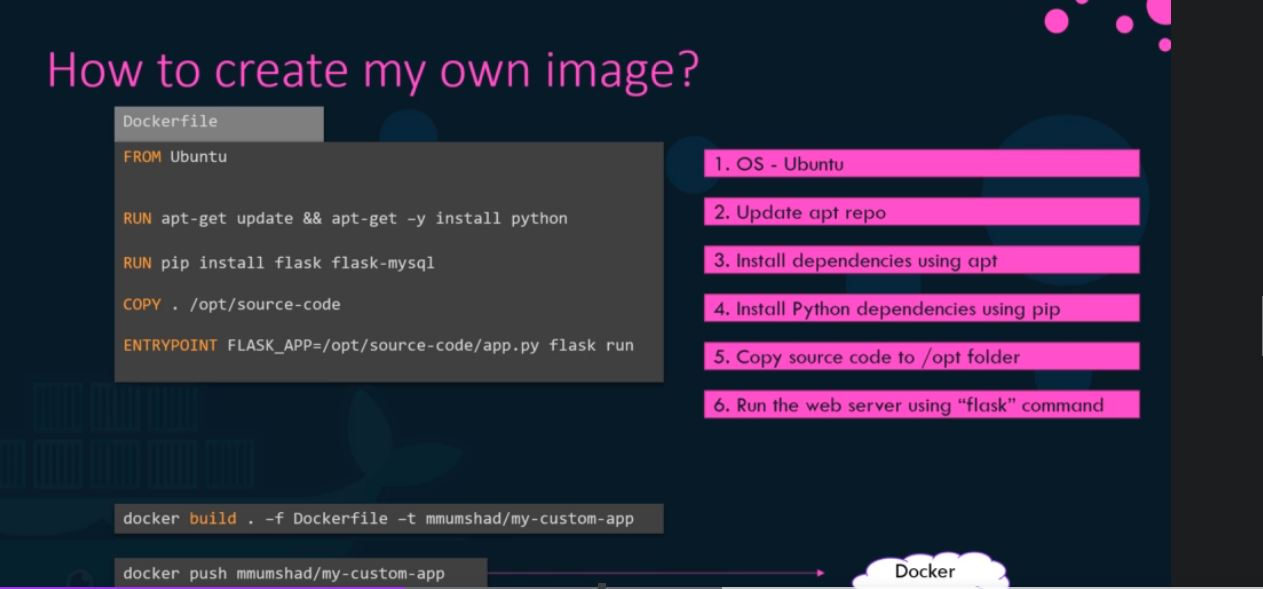 How to create my own image?
Dockerfile
FROM Ubuntu
RUN apt-get update && apt-get –y install python
RUN pip install flask flask-mysql
COPY . /opt/source-code
ENTRYPOINT FLASK_APP=/opt/source-code/app.py flask run
1. OS - Ubuntu
2. Update apt repo
3. Install dependencies using apt
4. Install Python dependencies using pip
5. Copy source code to /opt folder
6. Run the web server using “flask” command
docker build . –f Dockerfile –t mmumshad/my-custom-app
docker push mmumshad/my-custom-app
Docker